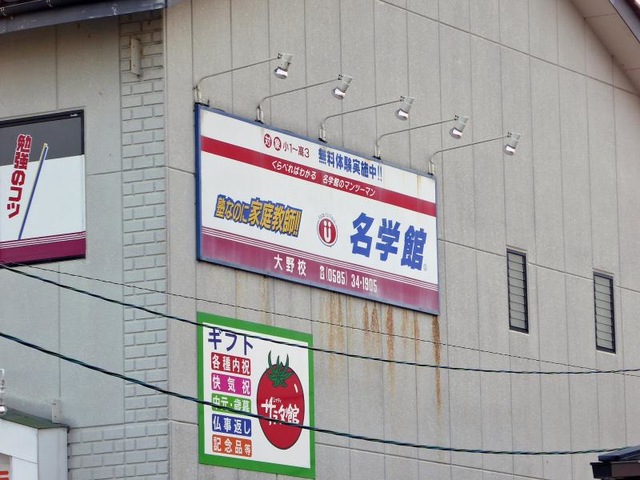 勉強のコツ
対象 小1~高3 無料体験実施中!!
くらべればわかる 名学館のマンツーマン
塾なのに家庭教師!!
名学館
大野校 ☎(0585)34-1905
ギフト
各種内祝
快気祝
中元・歳暮
仏事返し
記念品等
館